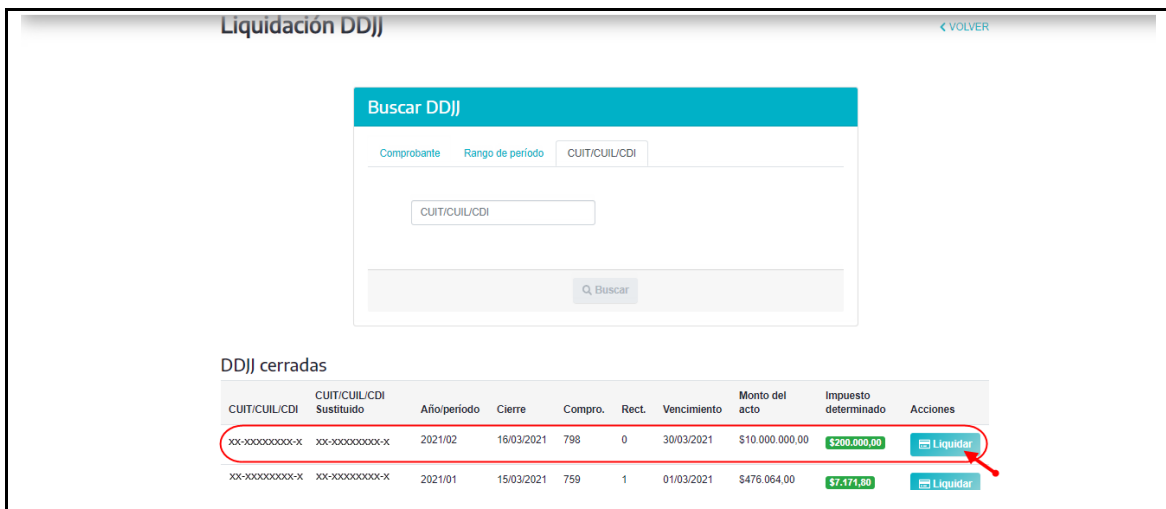 Liquidación DDJJ
VOLVER
Buscar DDJJ
Comprobante Rango de período CUIT/CUIL/CDI
CUIT/CUIL/CDI
Buscar
DDJJ cerradas
CUIT/CUIL/CDI CUIT/CUIL/CDI Sustituido Año/período Cierre Compro. Rect. Vencimiento Monto del acto Impuesto determinado Acciones
XX-XXXXXXXX-X XX-XXXXXXXX-X 2021/02 16/03/2021 798 0 30/03/2021 $10.000.000,00 $200.000,00 Liquidar
XX-XXXXXXXX-X XX-XXXXXXXX-X 2021/01 15/03/2021 759 1 01/03/2021 $476.064,00 $7.171,80 Liquidar